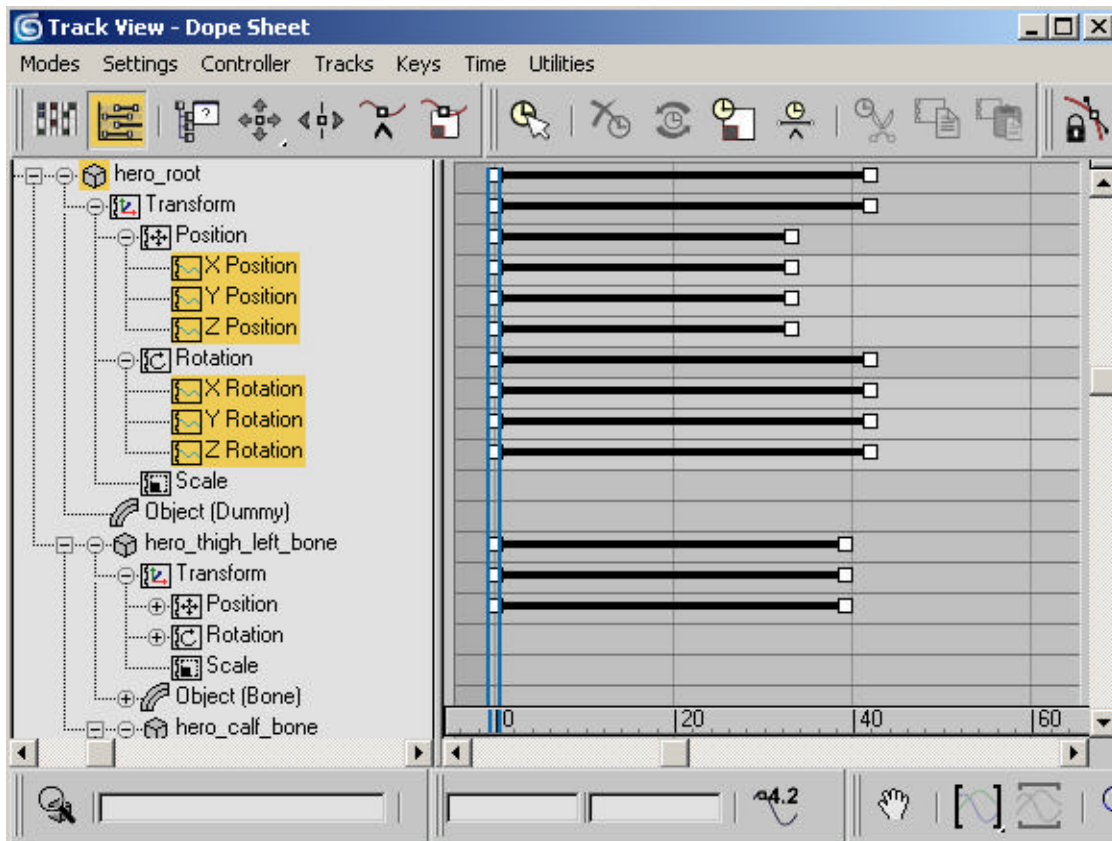 Track View - Dope Sheet
Modes Settings Controller Tracks Keys Time Utilities
?
hero_root
Transform
Position
X Position
Y Position
Z Position
Rotation
X Rotation
Y Rotation
Z Rotation
Scale
Object (Dummy)
hero_thigh_left_bone
Transform
Position
Rotation
Scale
Object (Bone)
hero_calf_bone
0 20 40 60
4.2